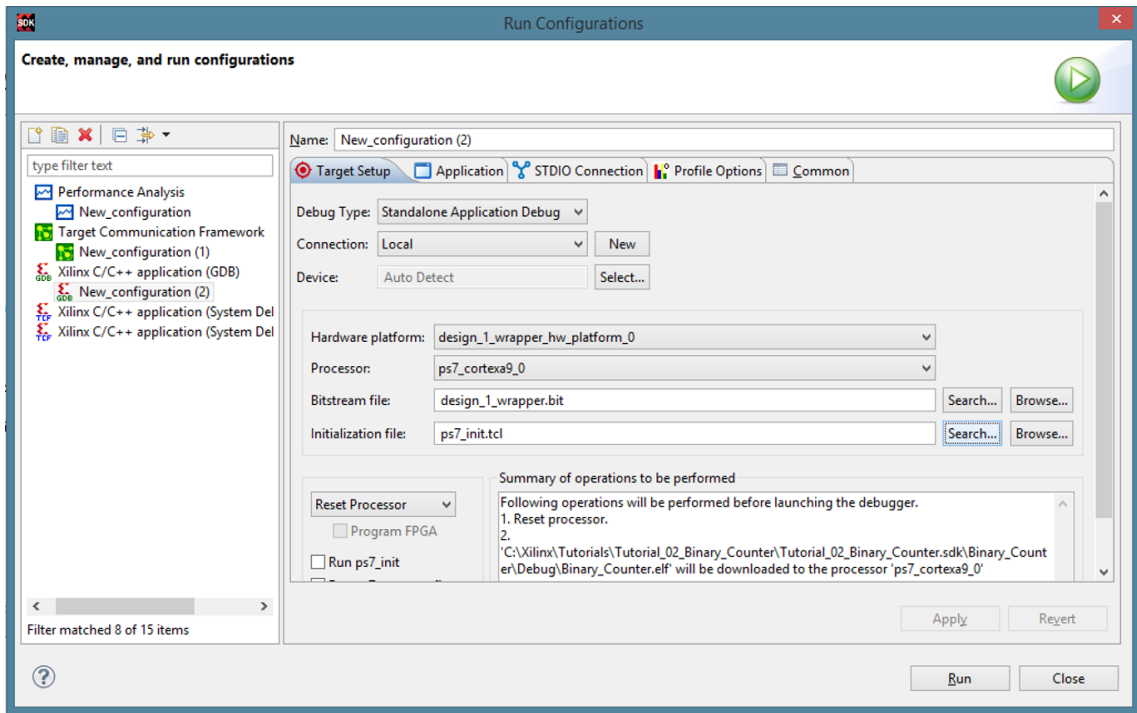 SDK
Run Configurations
Create, manage, and run configurations
Name: New_configuration (2)
type filter text
Performance Analysis
New_configuration
Target Communication Framework
New_configuration (1)
GDB Xilinx C/C++ application (GDB)
GDB New_configuration (2)
TCF Xilinx C/C++ application (System Del
TCF Xilinx C/C++ application (System Del
Filter matched 8 of 15 items
Target Setup Application STDIO Connection Profile Options Common
Debug Type: Standalone Application Debug
Connection: Local New
Device: Auto Detect Select...
Hardware platform: design_1_wrapper_hw_platform_0
Processor: ps7_cortexa9_0
Bitstream file: design_1_wrapper.bit Search... Browse...
Initialization file: ps7_init.tcl Search... Browse...
Reset Processor
Program FPGA
Run ps7_init
Summary of operations to be performed
Following operations will be performed before launching the debugger.
1. Reset processor.
2.
'C:\Xilinx\Tutorials\Tutorial_02_Binary_Counter\Tutorial_02_Binary_Counter.sdk\Binary_Count
er\Debug\Binary_Counter.elf' will be downloaded to the processor 'ps7_cortexa9_0'
Apply Revert
? Run Close